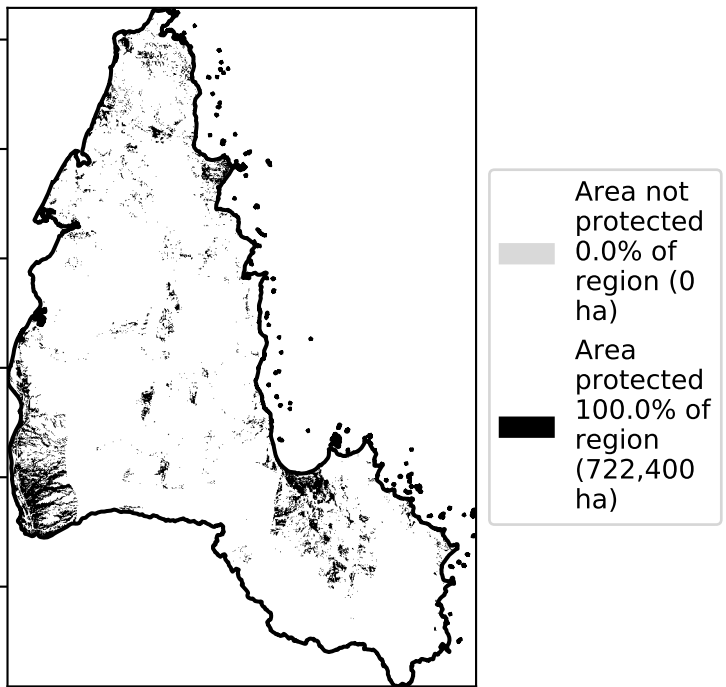 Area not
protected
0.0% of
region (0
ha)
Area
protected
100.0% of
region
(722,400
ha)